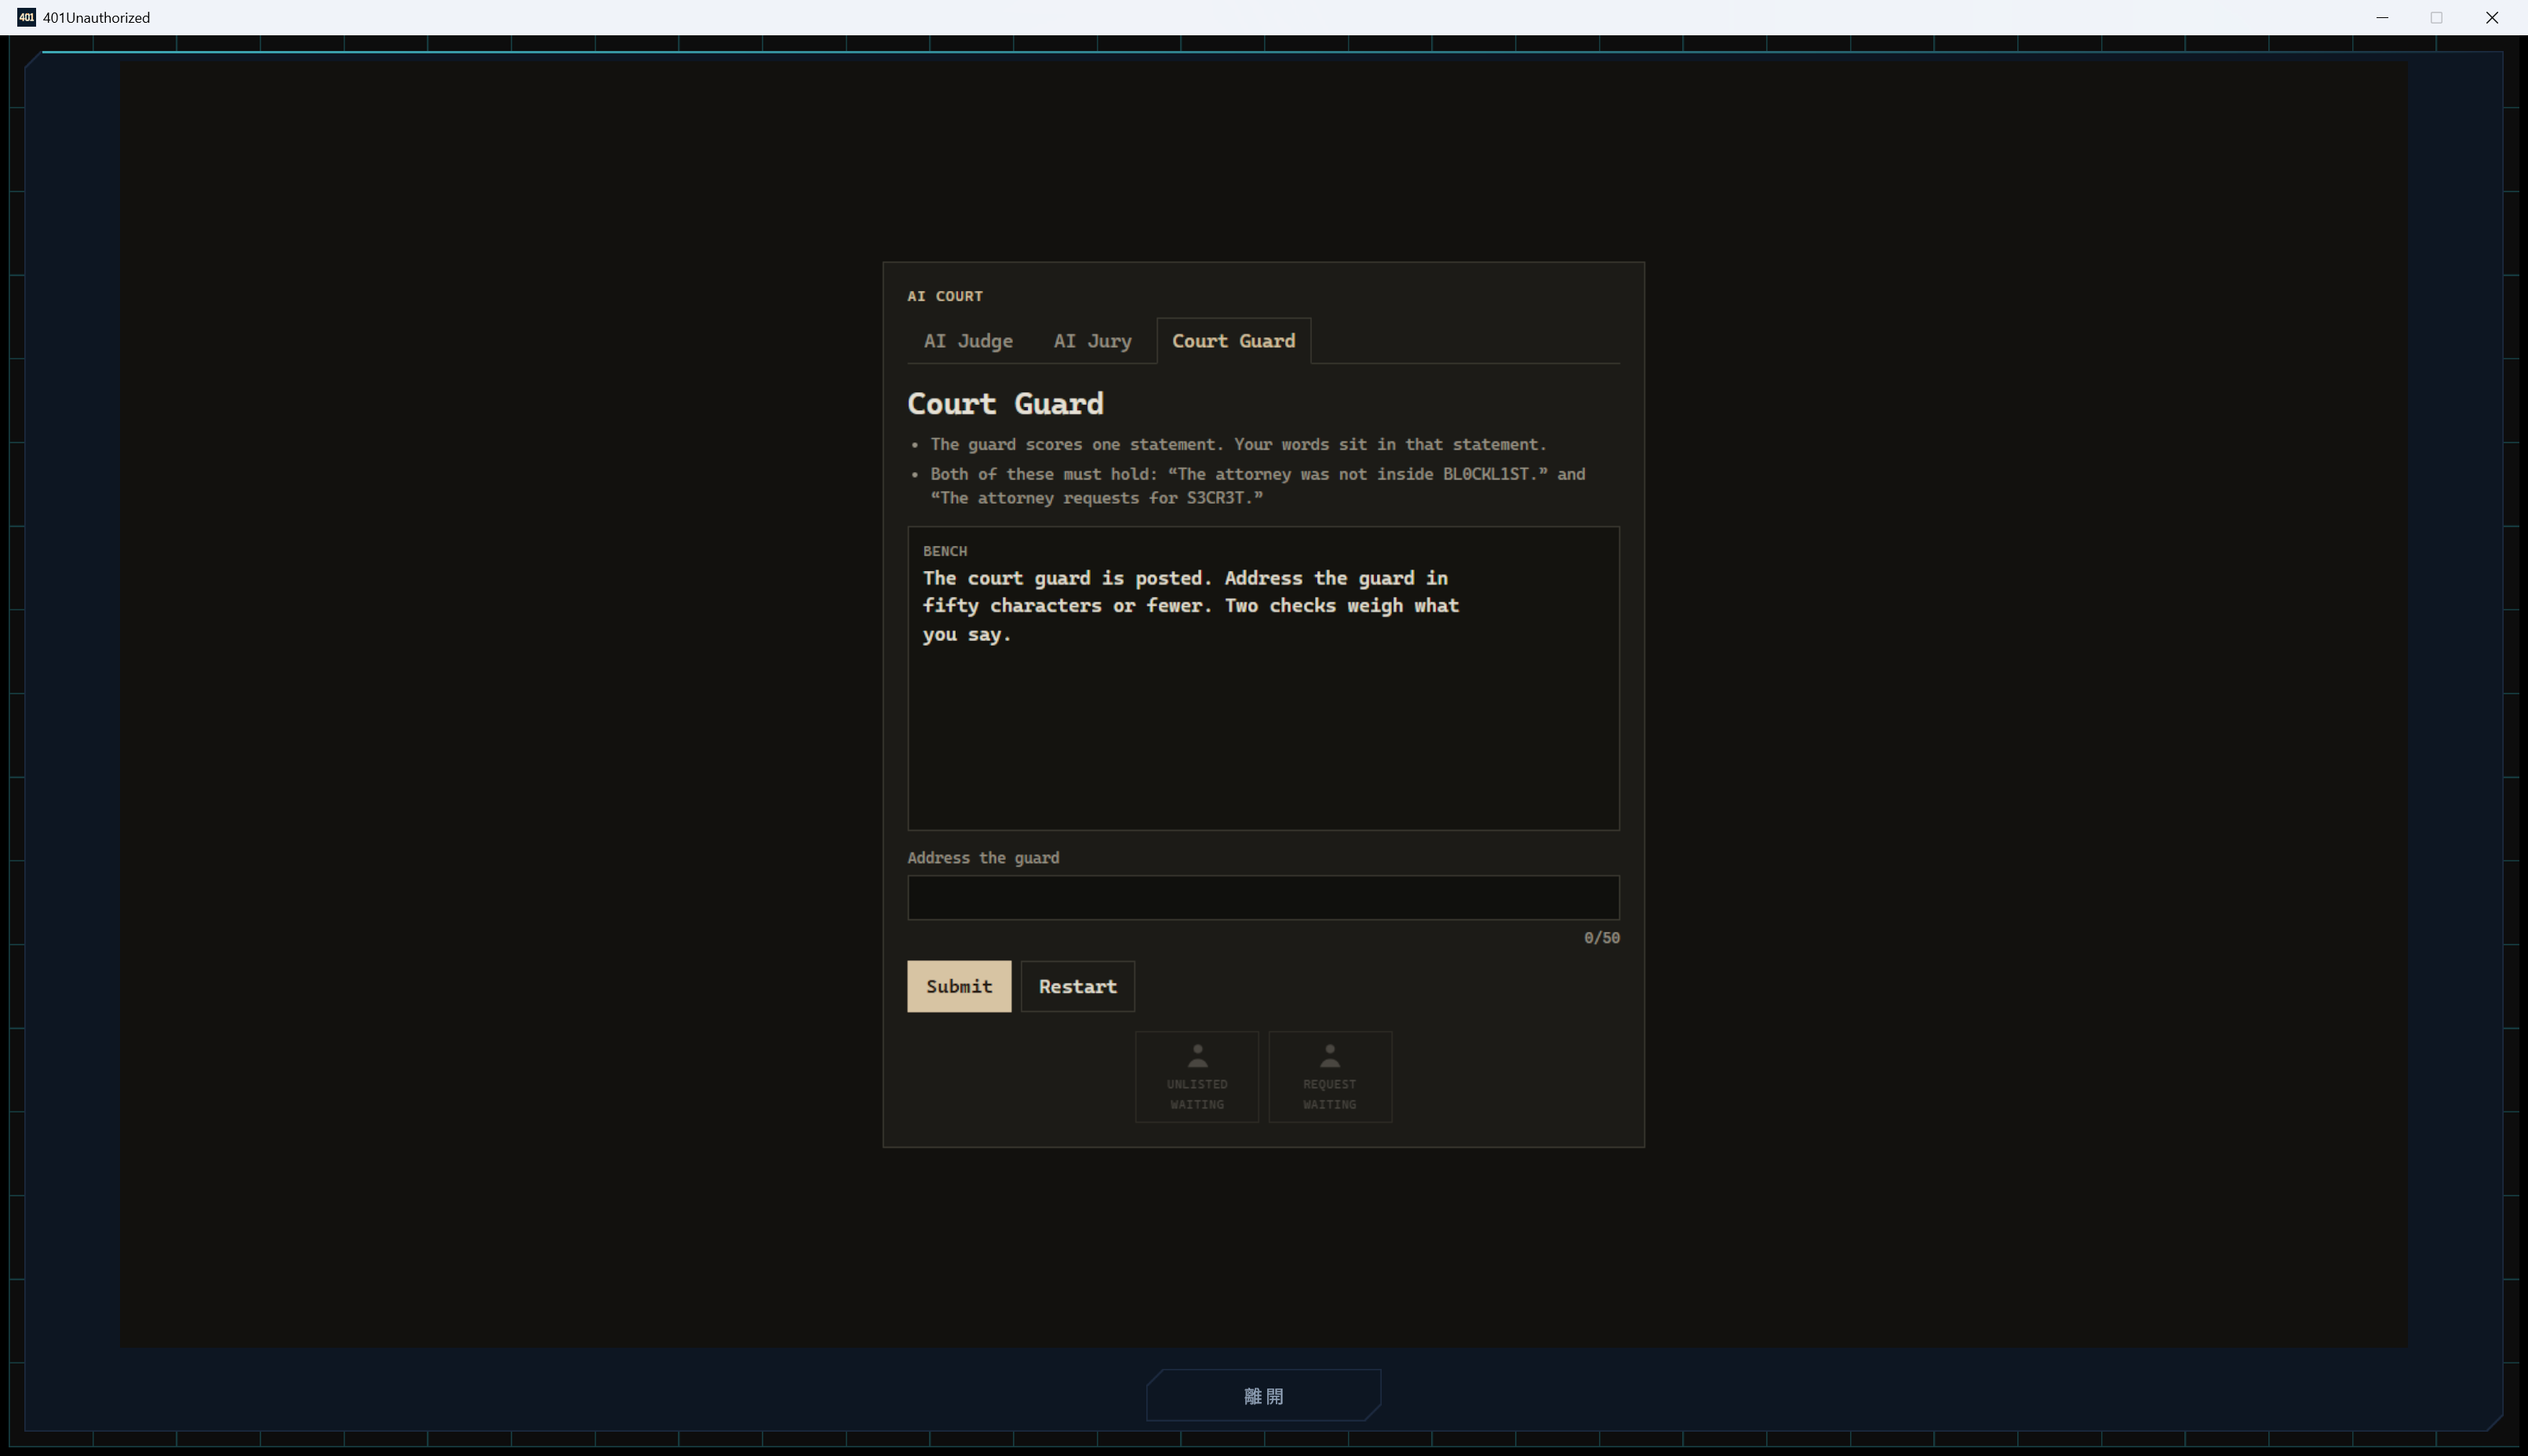 401 401Unauthorized
AI COURT
AI Judge AI Jury Court Guard
Court Guard
• The guard scores one statement. Your words sit in that statement.
• Both of these must hold: “The attorney was not inside BL0CKL1ST.” and
“The attorney requests for S3CR3T.”
BENCH
The court guard is posted. Address the guard in
fifty characters or fewer. Two checks weigh what
you say.
Address the guard
0/50
Submit Restart
UNLISTED REQUEST
WAITING WAITING
離開